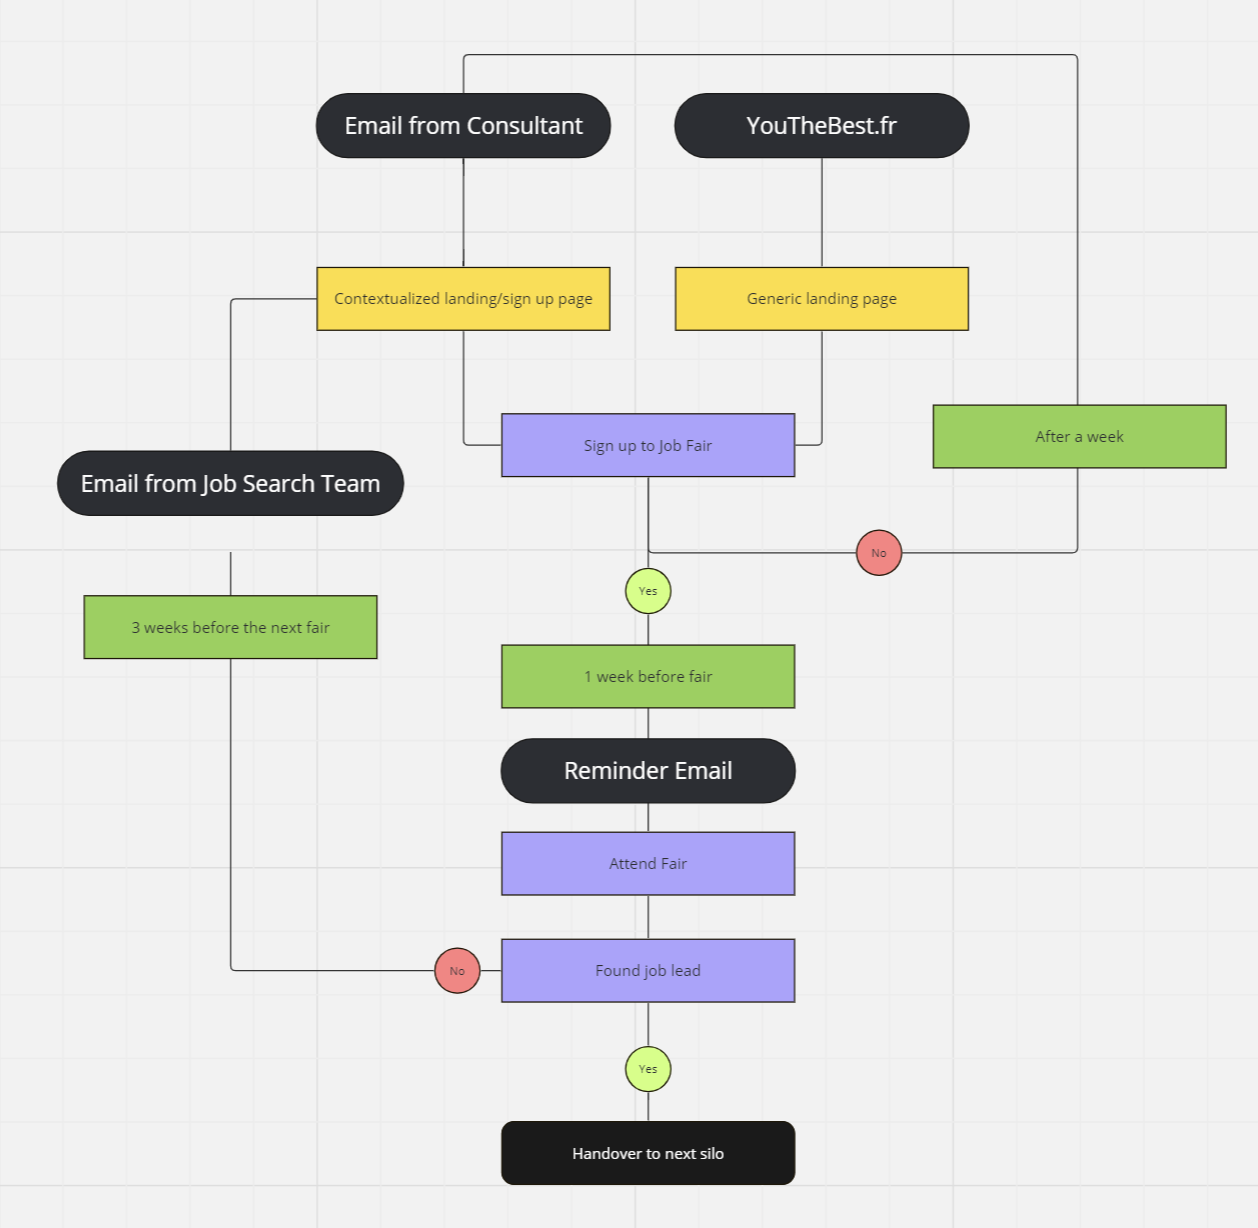 Email from Consultant
YouTheBest.fr
Contextualized landing/sign up page
Generic landing page
Sign up to Job Fair
After a week
Email from Job Search Team
No
Yes
3 weeks before the next fair
1 week before fair
Reminder Email
Attend Fair
No
Found job lead
Yes
Handover to next silo